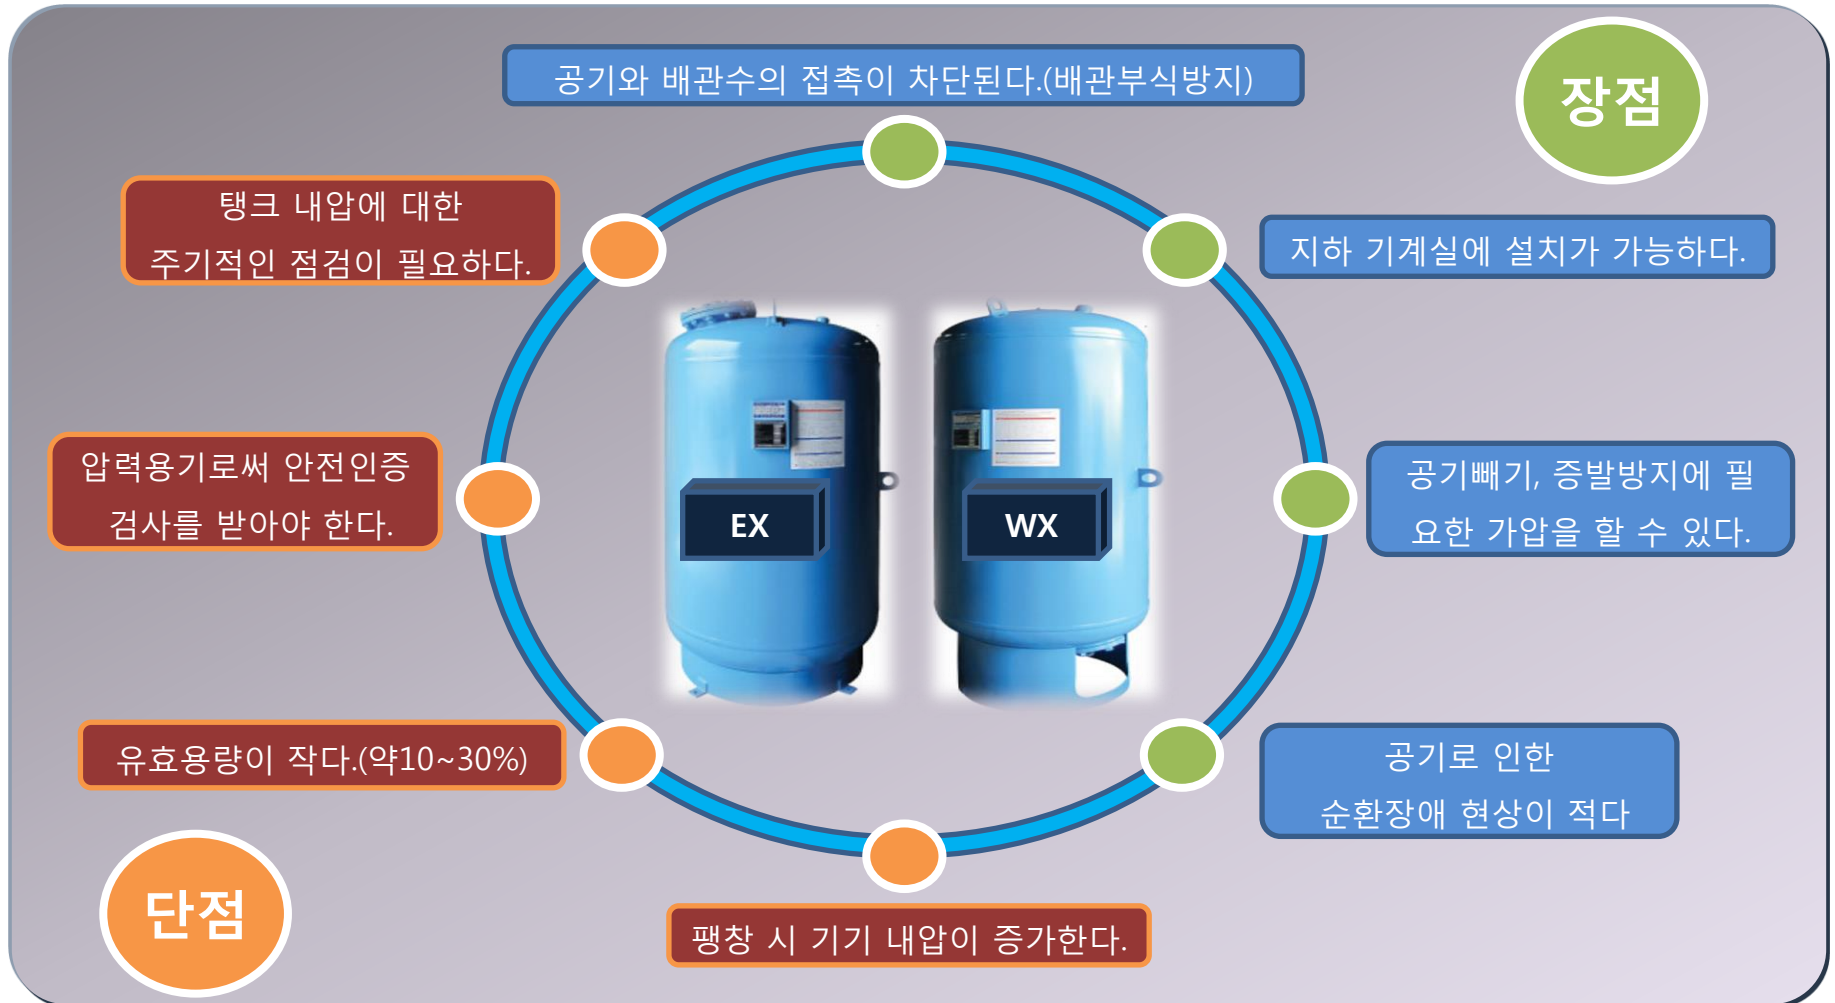 장점
공기와 배관수의 접촉이 차단된다.(배관부식방지)
지하 기계실에 설치가 가능하다.
공기빼기, 증발방지에 필
요한 가압을 할 수 있다.
공기로 인한
순환장애 현상이 적다
탱크 내압에 대한
주기적인 점검이 필요하다.
압력용기로써 안전인증
검사를 받아야 한다.
유효용량이 작다.(약10~30%)
팽창 시 기기 내압이 증가한다.
단점
EX
WX